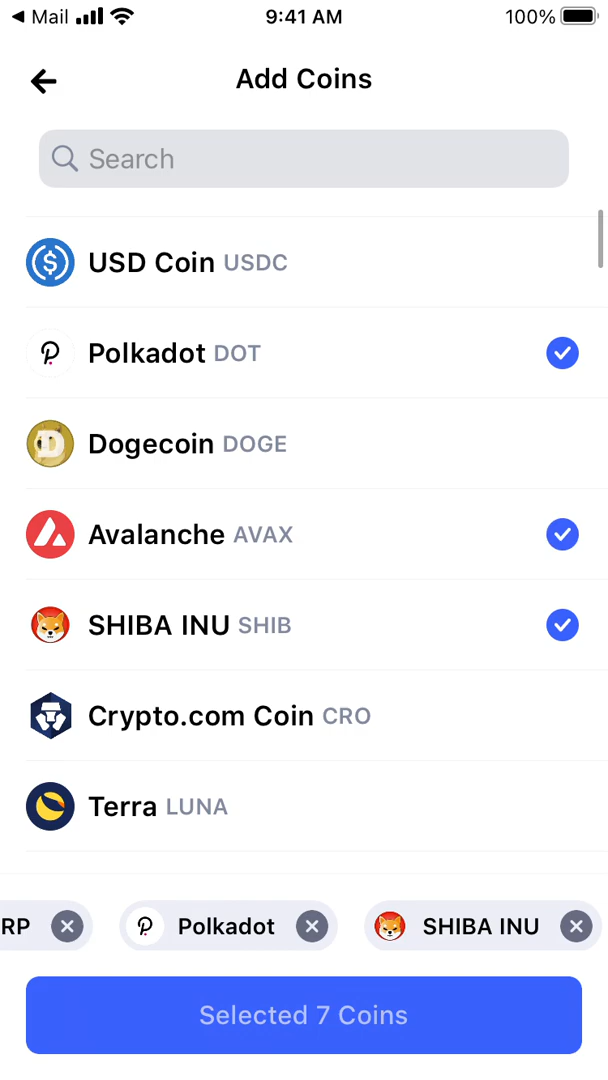 Mail 9:41 AM 100%
Add Coins
Search
USD Coin USDC
Polkadot DOT
Dogecoin DOGE
Avalanche AVAX
SHIBA INU SHIB
Crypto.com Coin CRO
Terra LUNA
RP Polkadot SHIBA INU
Selected 7 Coins